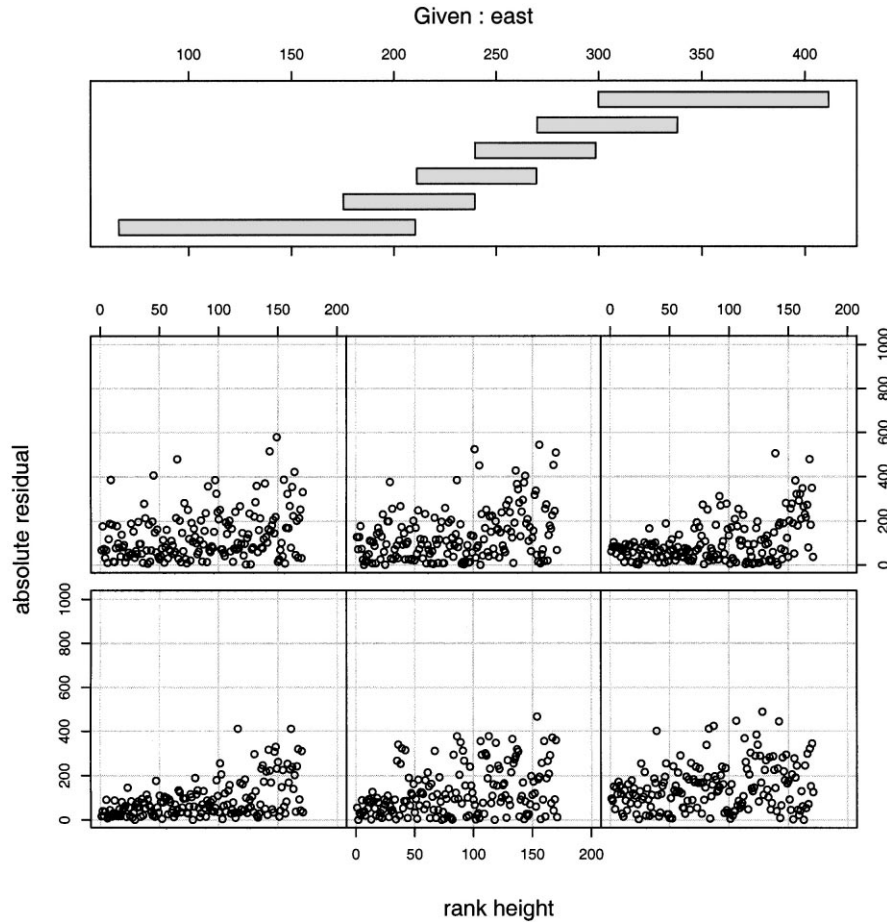 Given : east
100 150 200 250 300 350 400
0 50 100 150 200 0 50 100 150 200
0 200 400 600 800 1000
absolute residual
0 200 400 600 800 1000
0 50 100 150 200
rank height